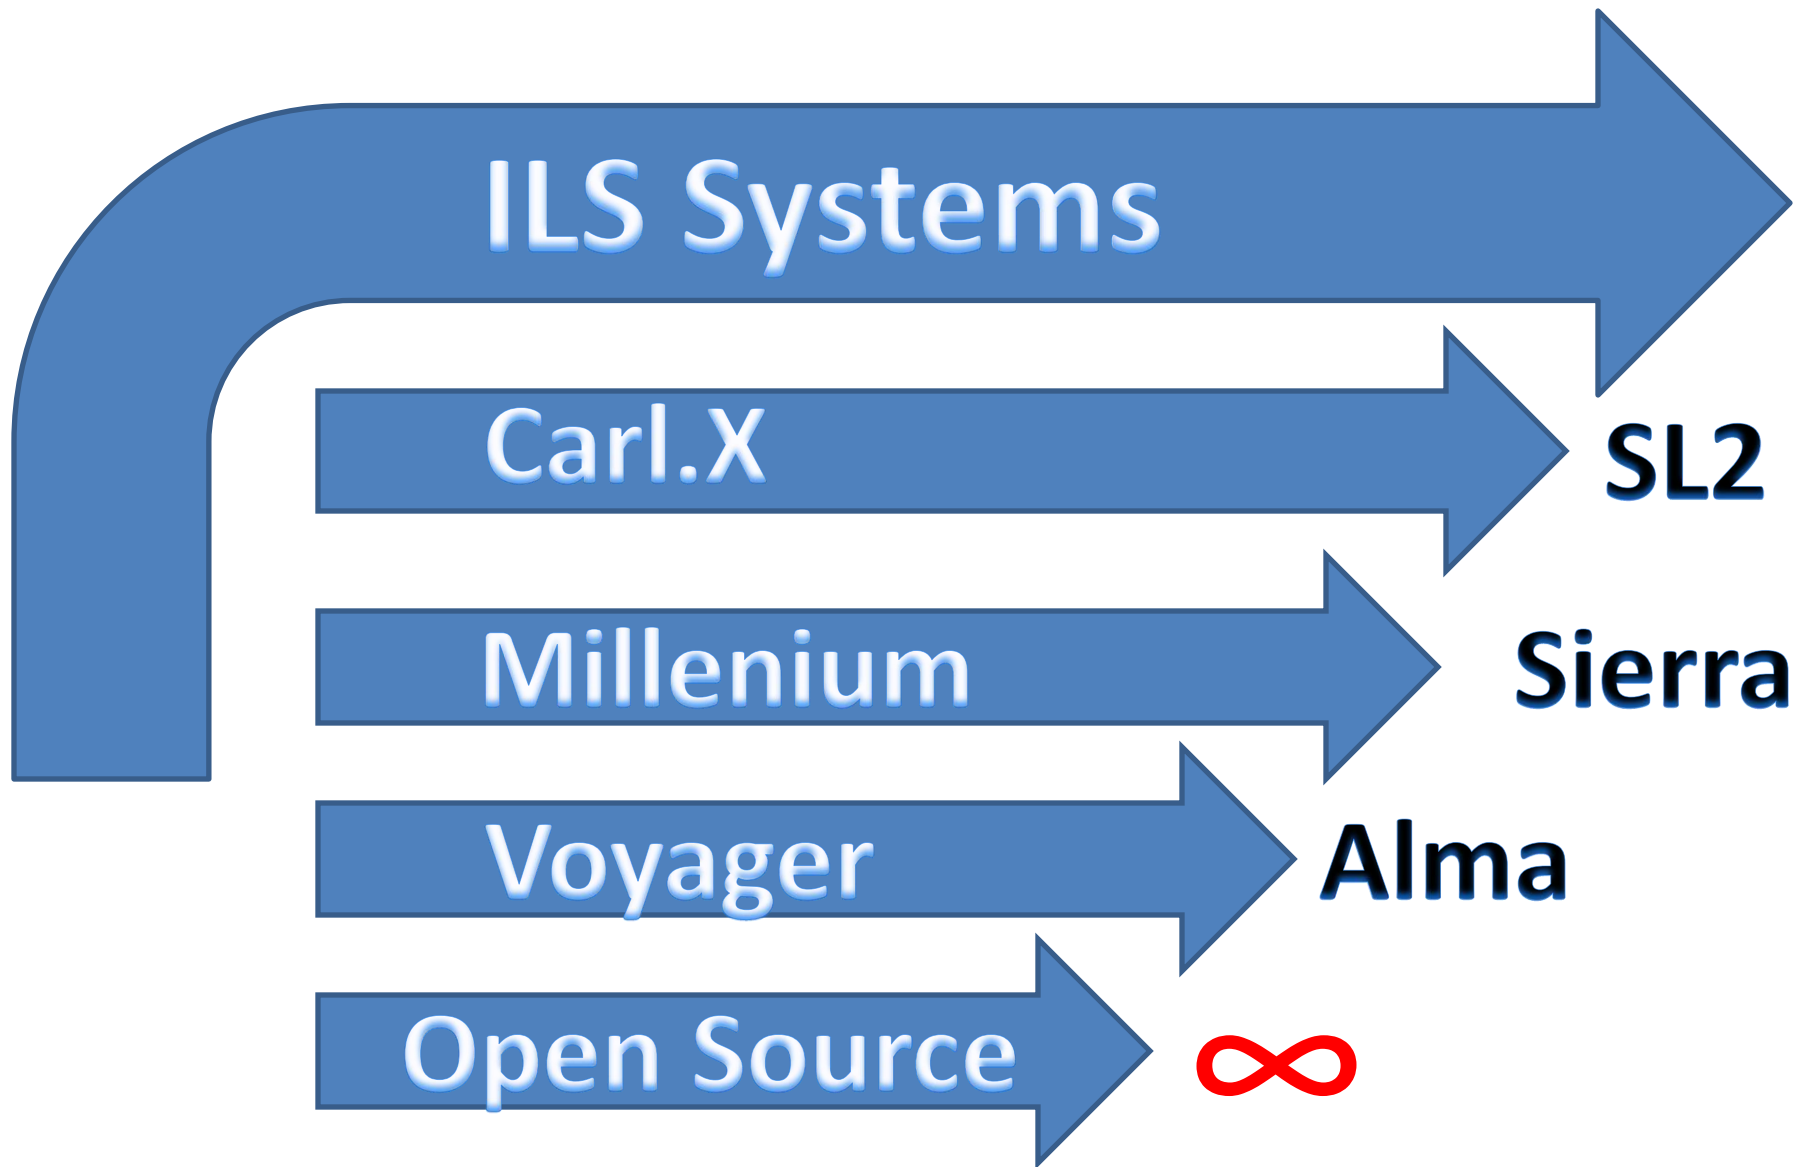 ILS Systems
Carl.X
SL2
Millenium
Sierra
Voyager
Alma
Open Source
∞